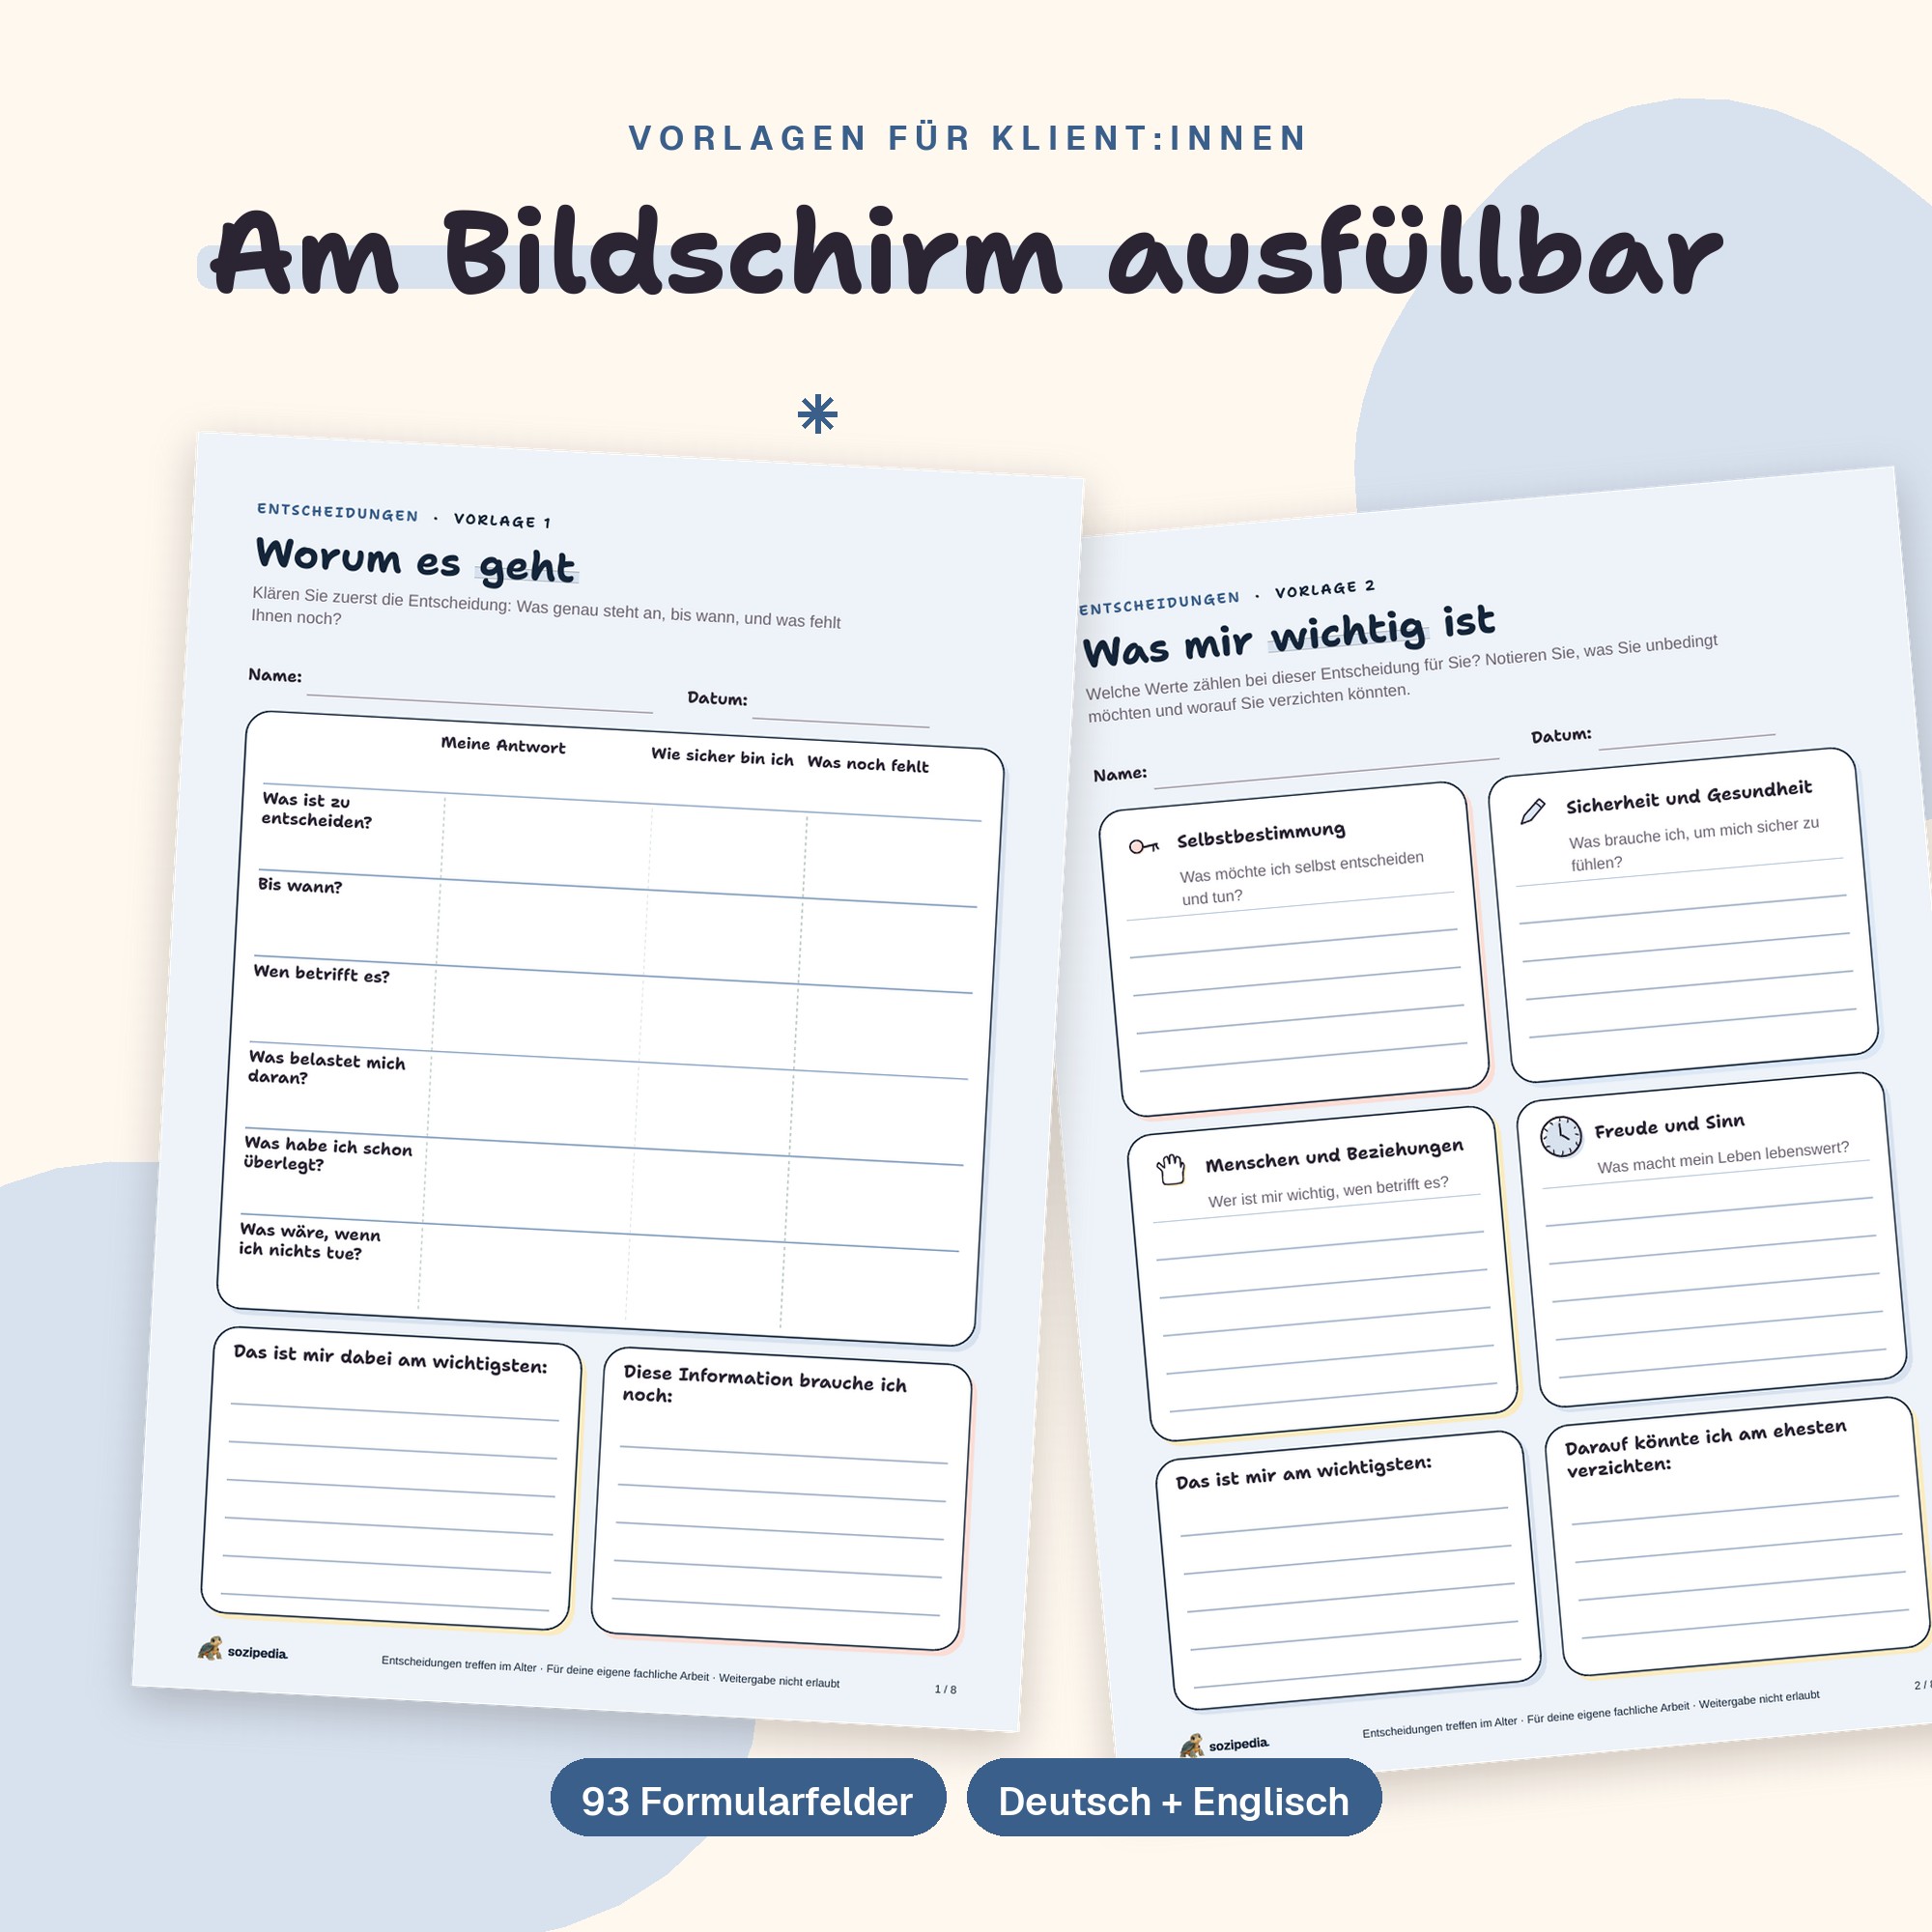 VORLAGEN FÜR KLIENT:INNEN
Am Bildschirm ausfüllbar
ENTSCHEIDUNGEN · VORLAGE 1
Worum es geht
Klären Sie zuerst die Entscheidung: Was genau steht an, bis wann, und was fehlt
Ihnen noch?
Name:
Datum:
Meine Antwort
Wie sicher bin ich
Was noch fehlt
Was ist zu
entscheiden?
Bis wann?
Wen betrifft es?
Was belastet mich
daran?
Was habe ich schon
überlegt?
Was wäre, wenn
ich nichts tue?
Das ist mir dabei am wichtigsten:
Diese Information brauche ich
noch:
sozipedia.
Entscheidungen treffen im Alter · Für deine eigene fachliche Arbeit · Weitergabe nicht erlaubt
1 / 8
ENTSCHEIDUNGEN · VORLAGE 2
Was mir wichtig ist
Welche Werte zählen bei dieser Entscheidung für Sie? Notieren Sie, was Sie unbedingt
möchten und worauf Sie verzichten könnten.
Name:
Datum:
Selbstbestimmung
Was möchte ich selbst entscheiden
und tun?
Sicherheit und Gesundheit
Was brauche ich, um mich sicher zu
fühlen?
Menschen und Beziehungen
Wer ist mir wichtig, wen betrifft es?
Freude und Sinn
Was macht mein Leben lebenswert?
Das ist mir am wichtigsten:
Darauf könnte ich am ehesten
verzichten:
sozipedia.
Entscheidungen treffen im Alter · Für deine eigene fachliche Arbeit · Weitergabe nicht erlaubt
2 / 8
93 Formularfelder
Deutsch + Englisch